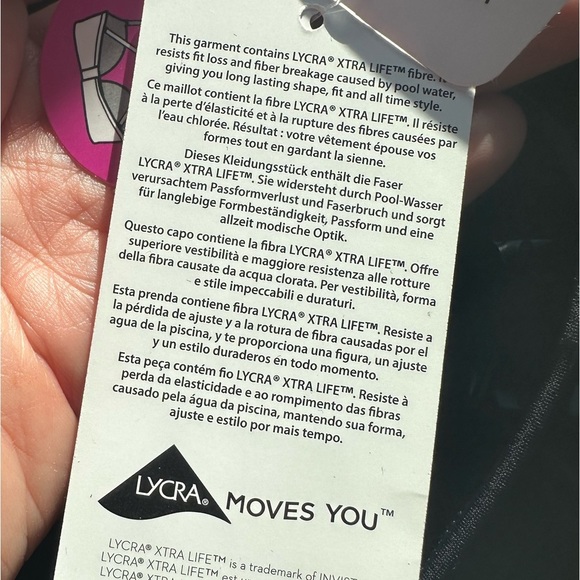 This garment contains LYCRA® XTRA LIFE™ fibre. It
resists fit loss and fiber breakage caused by pool water,
giving you long lasting shape, fit and all time style.
Ce maillot contient la fibre LYCRA® XTRA LIFE™. Il résiste
à la perte d'élasticité et à la rupture des fibres causées par
l'eau chlorée. Résultat : votre vêtement épouse vos
formes tout en gardant la sienne.
Dieses Kleidungsstück enthält die Faser
LYCRA® XTRA LIFE™. Sie widersteht durch Pool-Wasser
verursachtem Passformverlust und Faserbruch und sorgt
für langlebige Formbeständigkeit, Passform und eine
allzeit modische Optik.
Questo capo contiene la fibra LYCRA® XTRA LIFE™. Offre
superiore vestibilità e maggiore resistenza alle rotture
della fibra causate da acqua clorata. Per vestibilità, forma
e stile impeccabili e duraturi.
Esta prenda contiene fibra LYCRA® XTRA LIFE™. Resiste a
la pérdida de ajuste y a la rotura de fibra causadas por el
agua de la piscina, y te proporciona una figura, un ajuste
y un estilo duraderos en todo momento.
Esta peça contém fio LYCRA® XTRA LIFE™. Resiste à
perda da elasticidade e ao rompimento das fibras
causado pela água da piscina, mantendo sua forma,
ajuste e estilo por mais tempo.
LYCRA® MOVES YOU™
LYCRA® XTRA LIFE™ is a trademark of INVIST
LYCRA® XTRA LIFE™ est un
LYCRA® XTRA LIFE™